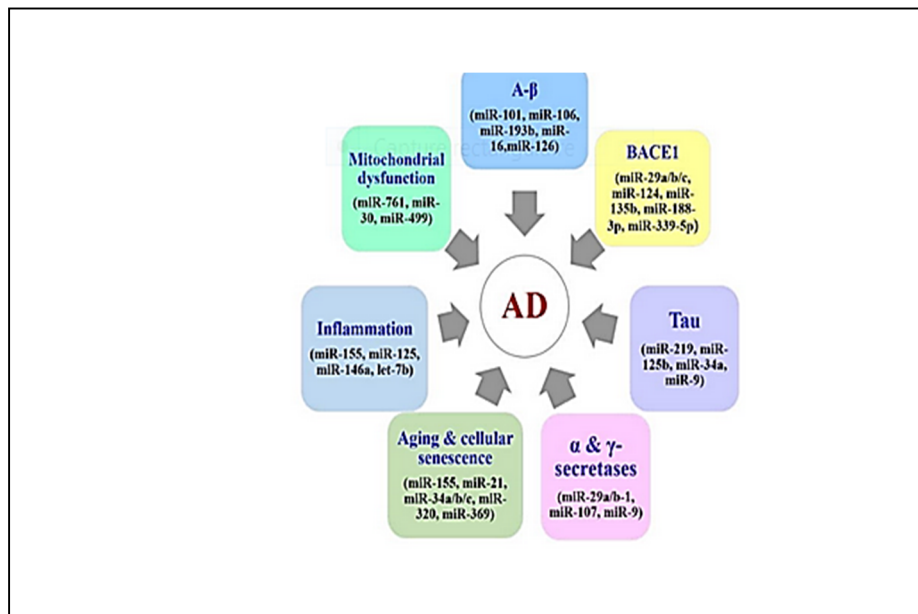 A-β
(miR-101, miR-106,
miR-193b, miR-
16,miR-126)
Capture rectangulaire
Mitochondrial
dysfunction
(miR-761, miR-
30, miR-499)
BACE1
(miR-29a/b/c,
miR-124, miR-
135b, miR-188-
3p, miR-339-5p)
AD
Inflammation
(miR-155, miR-125,
miR-146a, let-7b)
Tau
(miR-219, miR-
125b, miR-34a,
miR-9)
Aging & cellular
senescence
(miR-155, miR-21,
miR-34a/b/c, miR-
320, miR-369)
α & γ-
secretases
(miR-29a/b-1,
miR-107, miR-9)